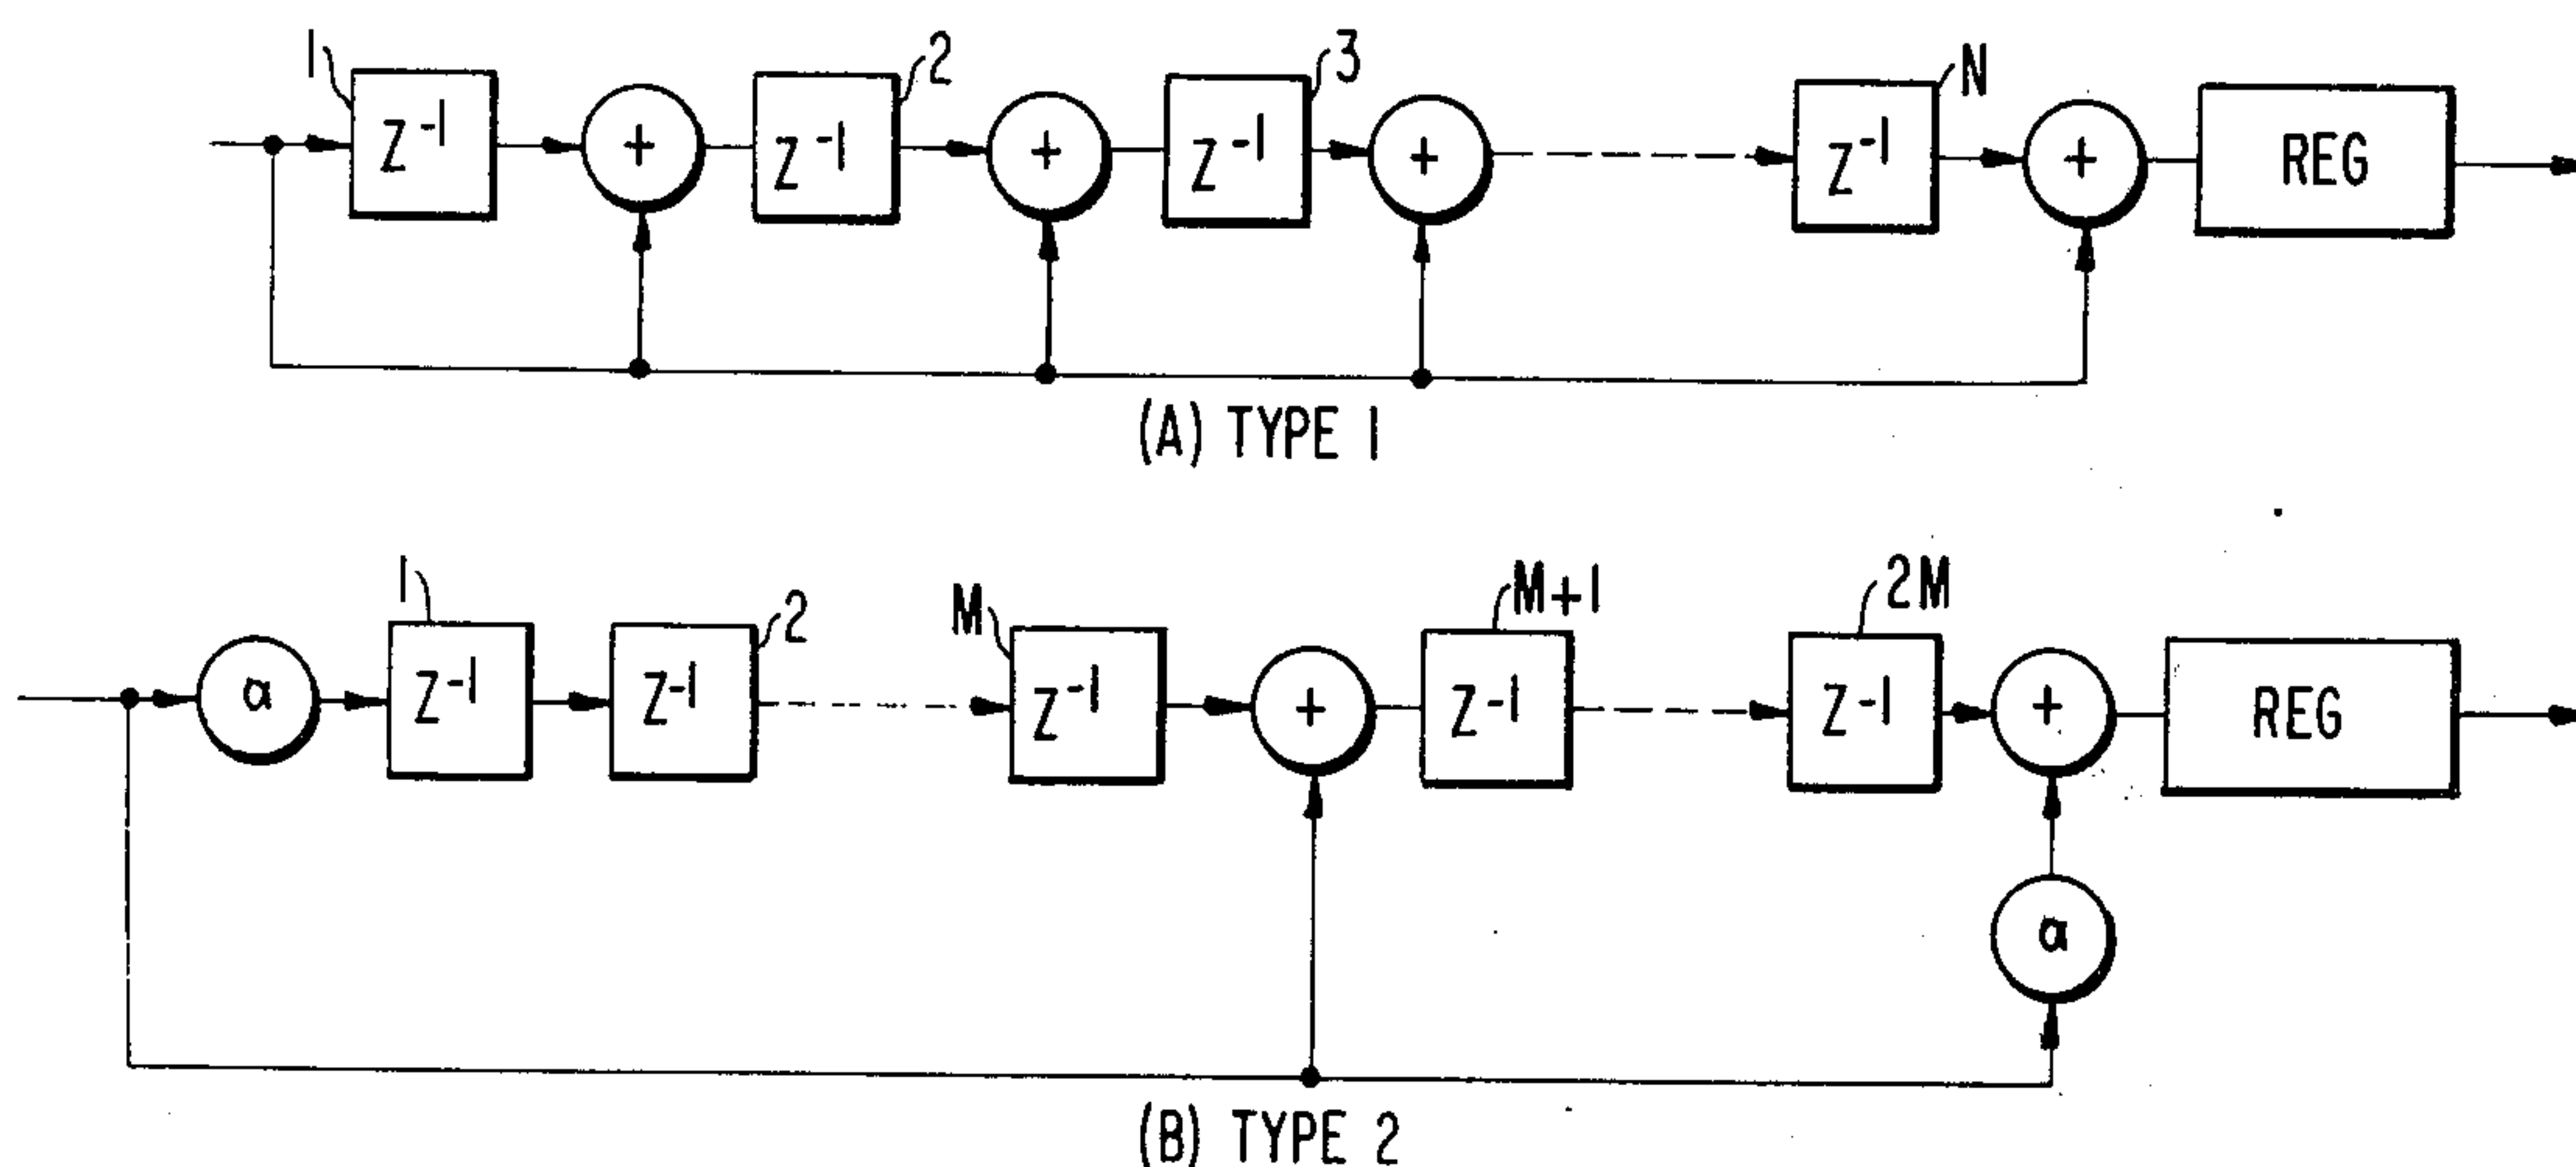 1 2 3 N
Z⁻¹ + Z⁻¹ + Z⁻¹ + Z⁻¹ + REG
(A) TYPE 1
1 2 M M+1 2M
a Z⁻¹ Z⁻¹ Z⁻¹ + Z⁻¹ Z⁻¹ + REG
a
(B) TYPE 2